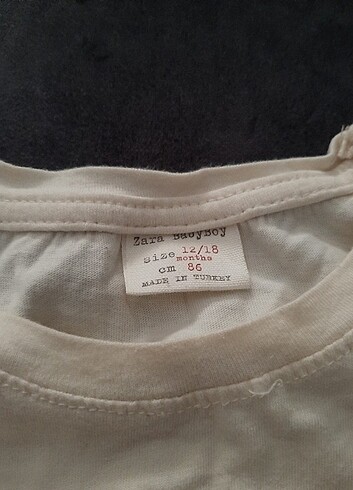 Zara BabyBoy
size 12/18
months
cm 86
MADE IN TURKEY